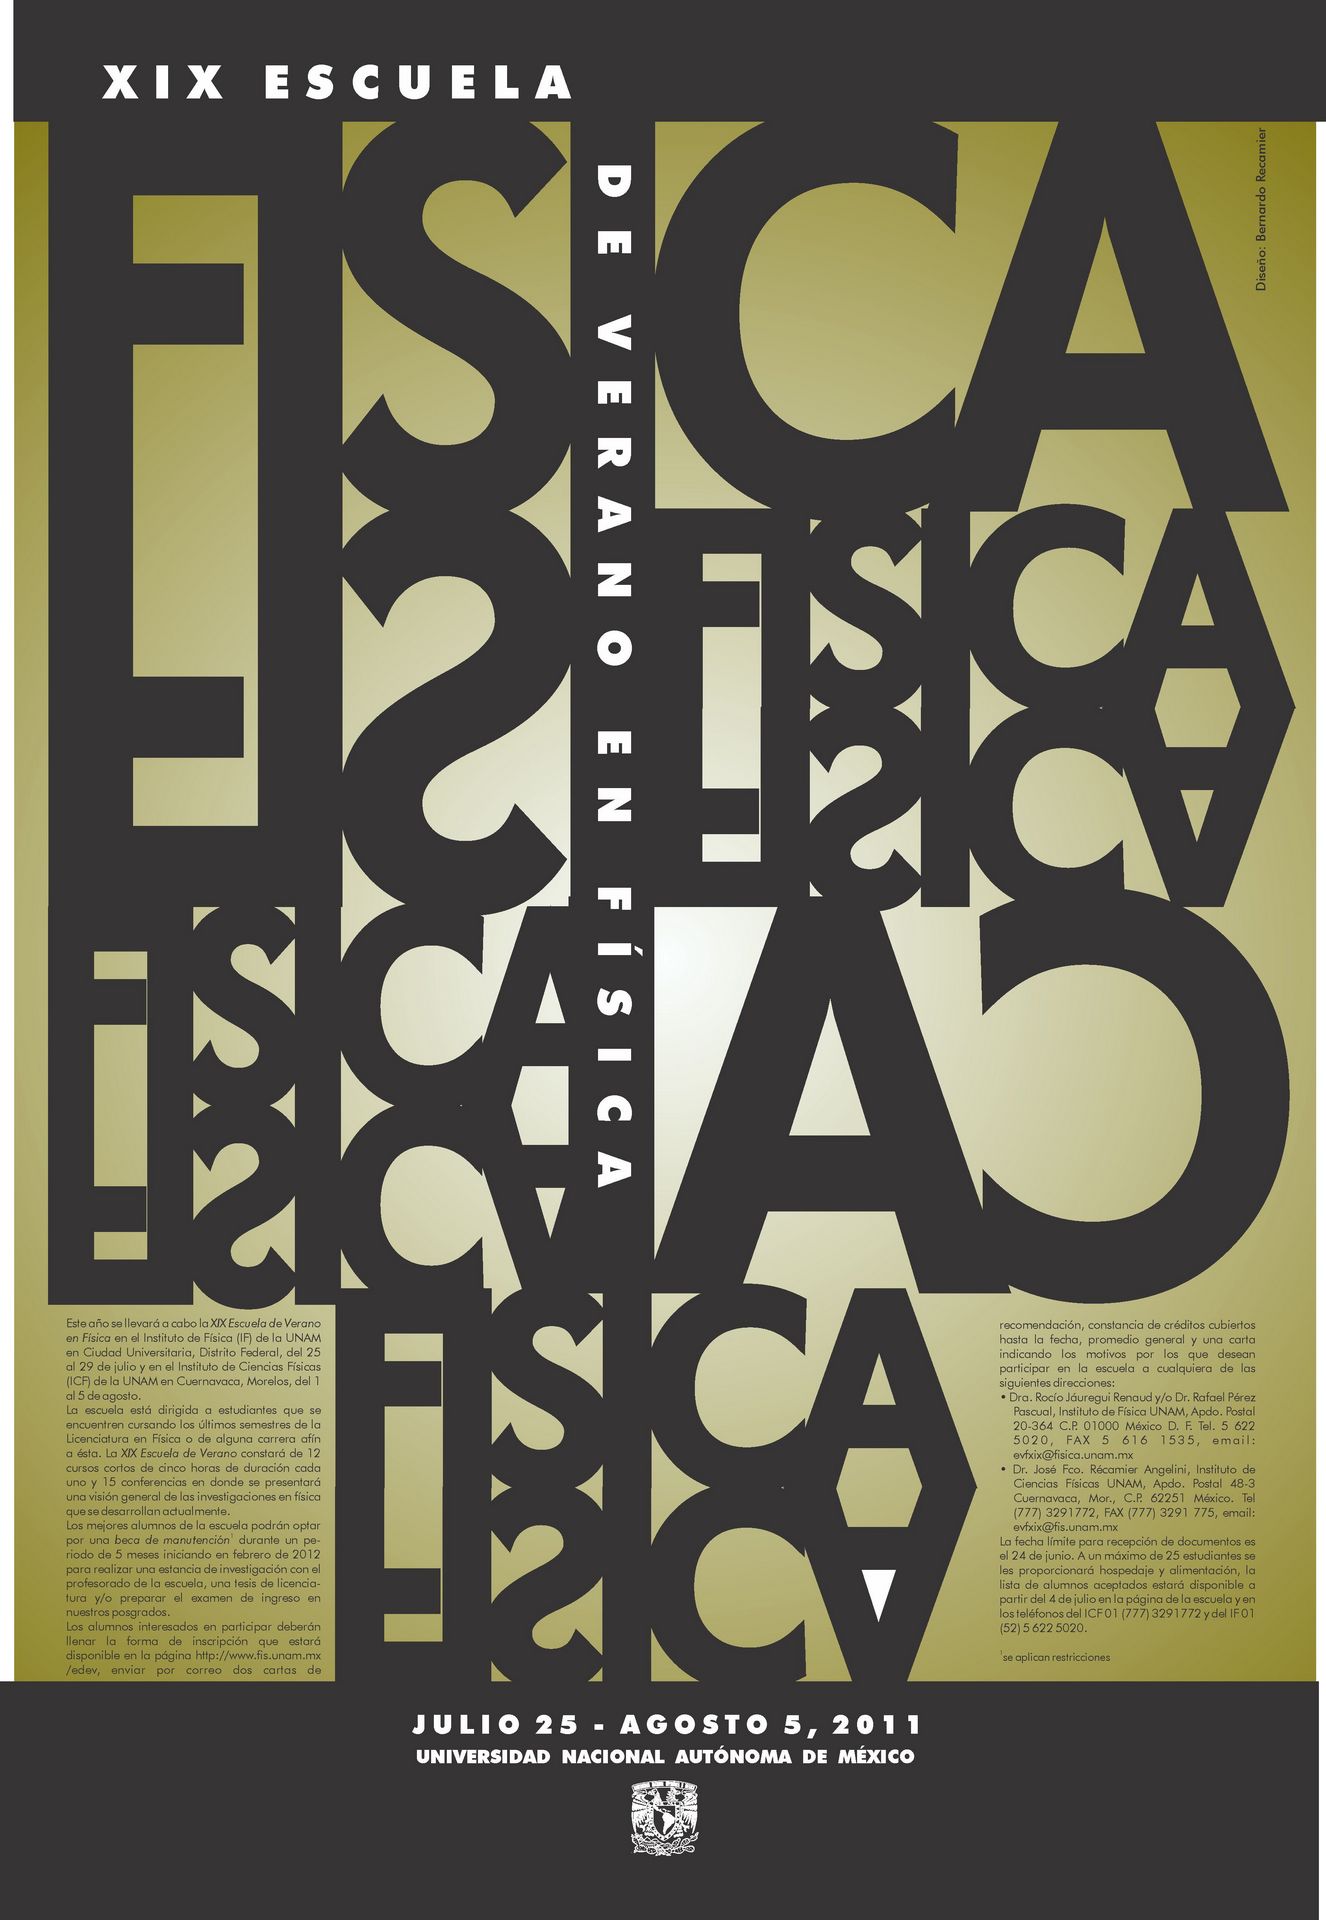 XIX ESCUELA
DE VERANO EN FÍSICA
Diseño: Bernardo Recamier
FISICA
FISICA
FISICA
FISICA
Este año se llevará a cabo la XIX Escuela de Verano
en Física en el Instituto de Física (IF) de la UNAM
en Ciudad Universitaria, Distrito Federal, del 25
al 29 de julio y en el Instituto de Ciencias Físicas
(ICF) de la UNAM en Cuernavaca, Morelos, del 1
al 5 de agosto.
La escuela está dirigida a estudiantes que se
encuentren cursando los últimos semestres de la
Licenciatura en Física o de alguna carrera afín
a ésta. La XIX Escuela de Verano constará de 12
cursos cortos de cinco horas de duración cada
uno y 15 conferencias en donde se presentará
una visión general de las investigaciones en física
que se desarrollan actualmente.
Los mejores alumnos de la escuela podrán optar
por una beca de manutención¹ durante un pe-
riodo de 5 meses iniciando en febrero de 2012
para realizar una estancia de investigación con el
profesorado de la escuela, una tesis de licencia-
tura y/o preparar el examen de ingreso en
nuestros posgrados.
Los alumnos interesados en participar deberán
llenar la forma de inscripción que estará
disponible en la página http://www.fis.unam.mx
/edev, enviar por correo dos cartas de
recomendación, constancia de créditos cubiertos
hasta la fecha, promedio general y una carta
indicando los motivos por los que desean
participar en la escuela a cualquiera de las
siguientes direcciones:
• Dra. Rocío Jáuregui Renaud y/o Dr. Rafael Pérez
Pascual, Instituto de Física UNAM, Apdo. Postal
20-364 C.P. 01000 México D. F. Tel. 5 622
5020, FAX 5 616 1535, email:
evfxix@fisica.unam.mx
• Dr. José Fco. Récamier Angelini, Instituto de
Ciencias Físicas UNAM, Apdo. Postal 48-3
Cuernavaca, Mor., C.P. 62251 México. Tel
(777) 3291772, FAX (777) 3291 775, email:
evfxix@fis.unam.mx
La fecha límite para recepción de documentos es
el 24 de junio. A un máximo de 25 estudiantes se
les proporcionará hospedaje y alimentación, la
lista de alumnos aceptados estará disponible a
partir del 4 de julio en la página de la escuela y en
los teléfonos del ICF 01 (777) 3291772 y del IF 01
(52) 5 622 5020.
¹se aplican restricciones
JULIO 25 - AGOSTO 5, 2011
UNIVERSIDAD NACIONAL AUTÓNOMA DE MÉXICO